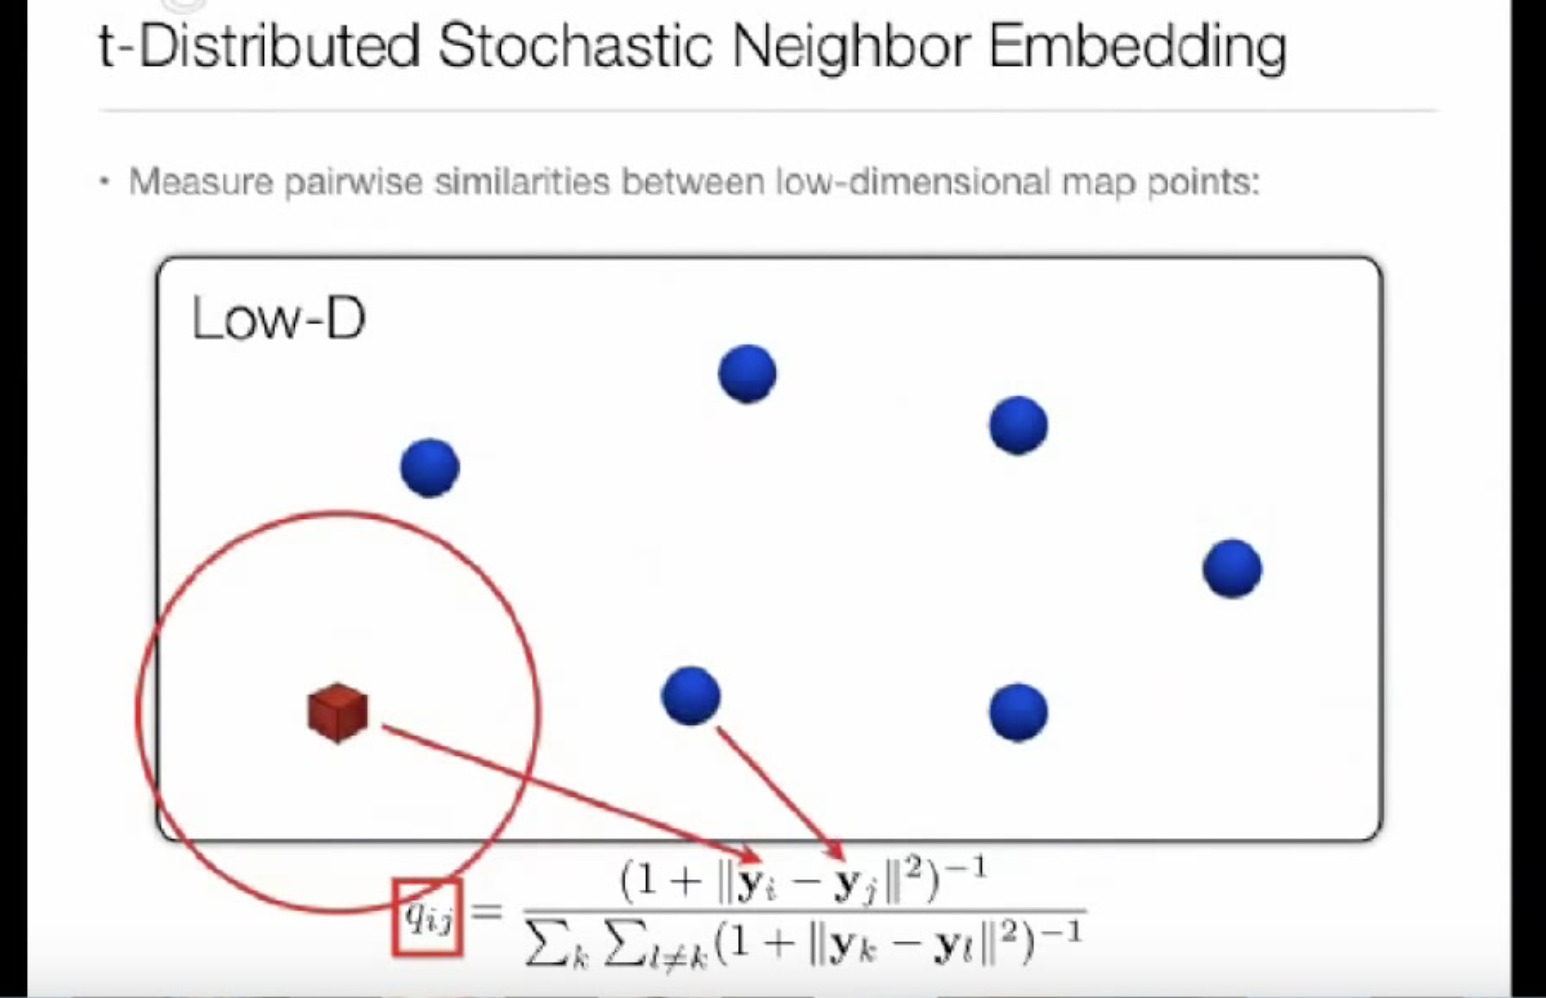 t-Distributed Stochastic Neighbor Embedding
• Measure pairwise similarities between low-dimensional map points:
Low-D
q_{ij} = \frac{(1 + \|\mathbf{y}_i - \mathbf{y}_j\|^2)^{-1}}{\sum_k \sum_{l \neq k} (1 + \|\mathbf{y}_k - \mathbf{y}_l\|^2)^{-1}}